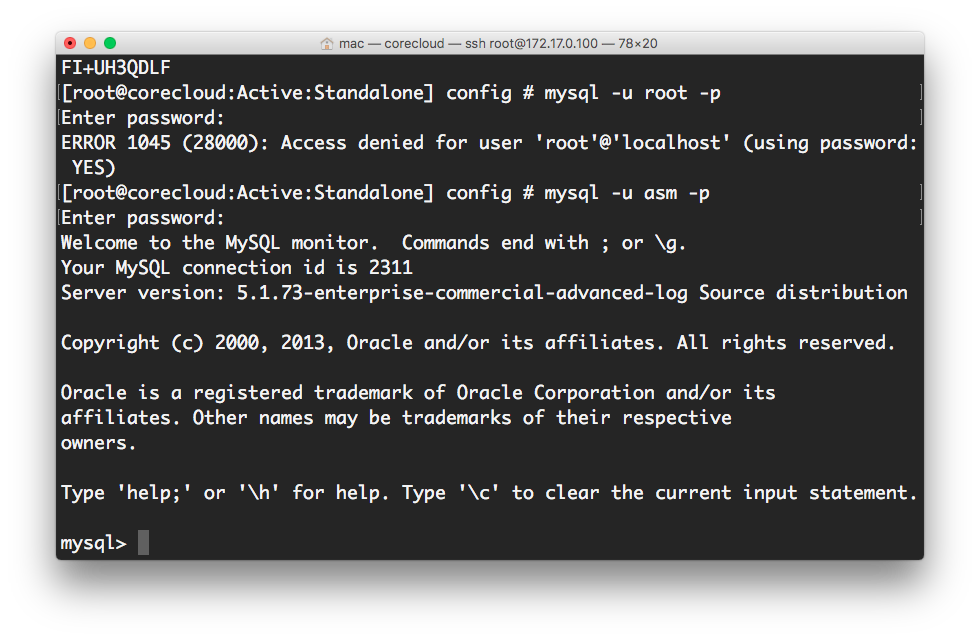 mac — corecloud — ssh root@172.17.0.100 — 78×20
FI+UH3QDLF
[root@corecloud:Active:Standalone] config # mysql -u root -p
Enter password:
ERROR 1045 (28000): Access denied for user 'root'@'localhost' (using password:
YES)
[root@corecloud:Active:Standalone] config # mysql -u asm -p
Enter password:
Welcome to the MySQL monitor.  Commands end with ; or \g.
Your MySQL connection id is 2311
Server version: 5.1.73-enterprise-commercial-advanced-log Source distribution
Copyright (c) 2000, 2013, Oracle and/or its affiliates. All rights reserved.
Oracle is a registered trademark of Oracle Corporation and/or its
affiliates. Other names may be trademarks of their respective
owners.
Type 'help;' or '\h' for help. Type '\c' to clear the current input statement.
mysql>